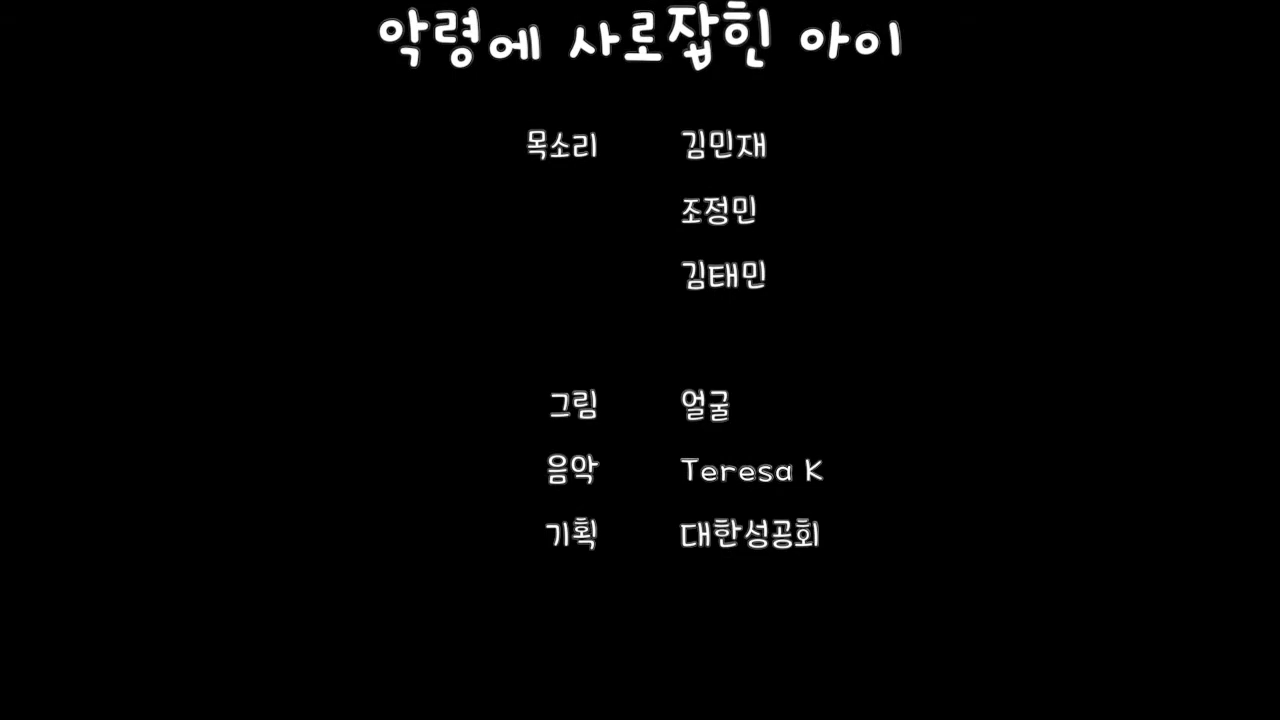 악령에 사로잡힌 아이
목소리 김민재
조정민
김태민
그림 얼굴
음악 Teresa K
기획 대한성공회